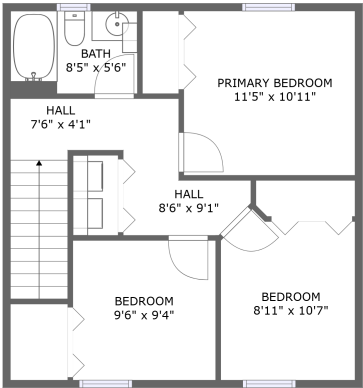 BATH
8'5" x 5'6"
PRIMARY BEDROOM
11'5" x 10'11"
HALL
7'6" x 4'1"
HALL
8'6" x 9'1"
BEDROOM
9'6" x 9'4"
BEDROOM
8'11" x 10'7"